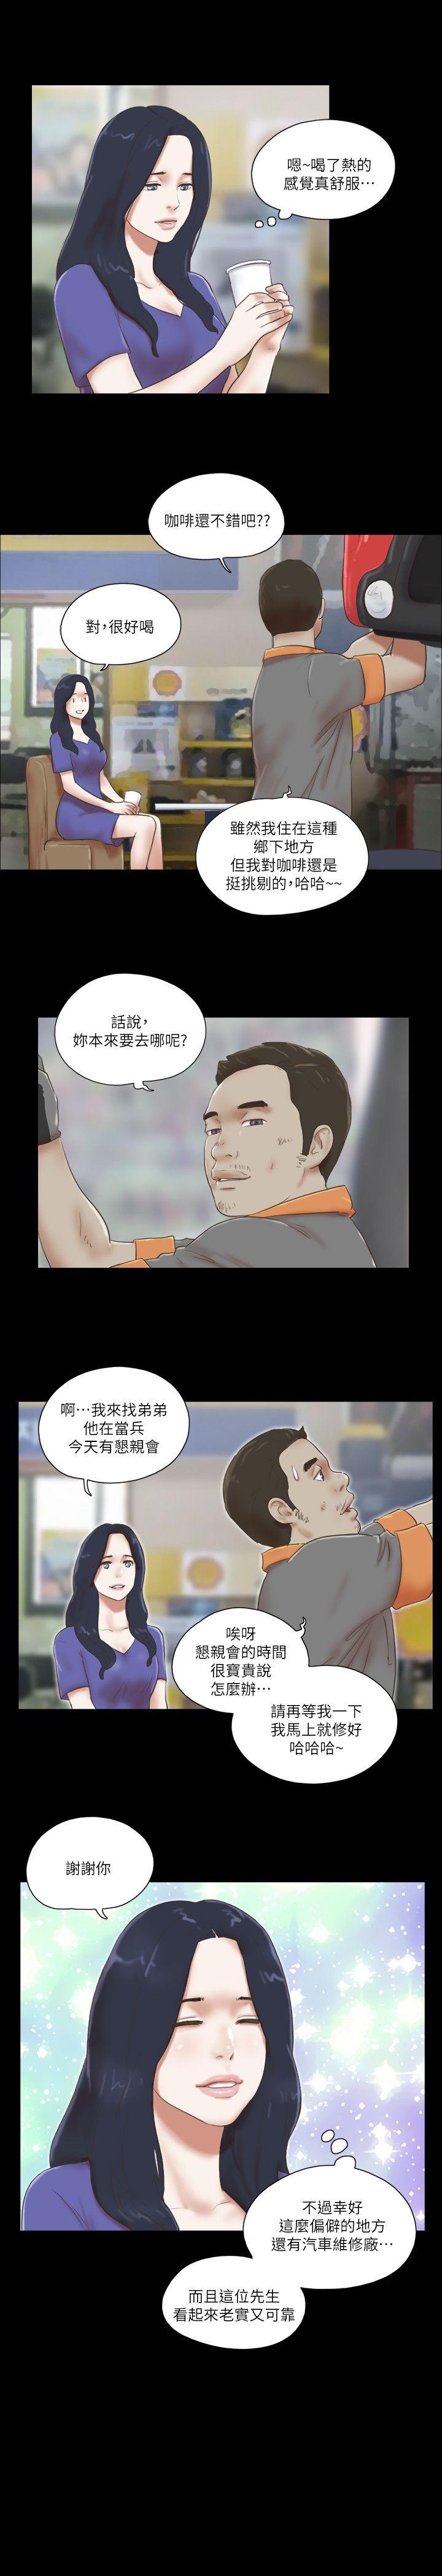 嗯~喝了熱的
感覺真舒服…
咖啡還不錯吧??
對,很好喝
雖然我住在這種
鄉下地方
但我對咖啡還是
挺挑剔的,哈哈~~
話說,
妳本來要去哪呢?
啊…我來找弟弟
他在當兵
今天有懇親會
唉呀
懇親會的時間
很寶貴說
怎麼辦…
請再等我一下
我馬上就修好
哈哈哈~
謝謝你
不過幸好
這麼偏僻的地方
還有汽車維修廠…
而且這位先生
看起來老實又可靠